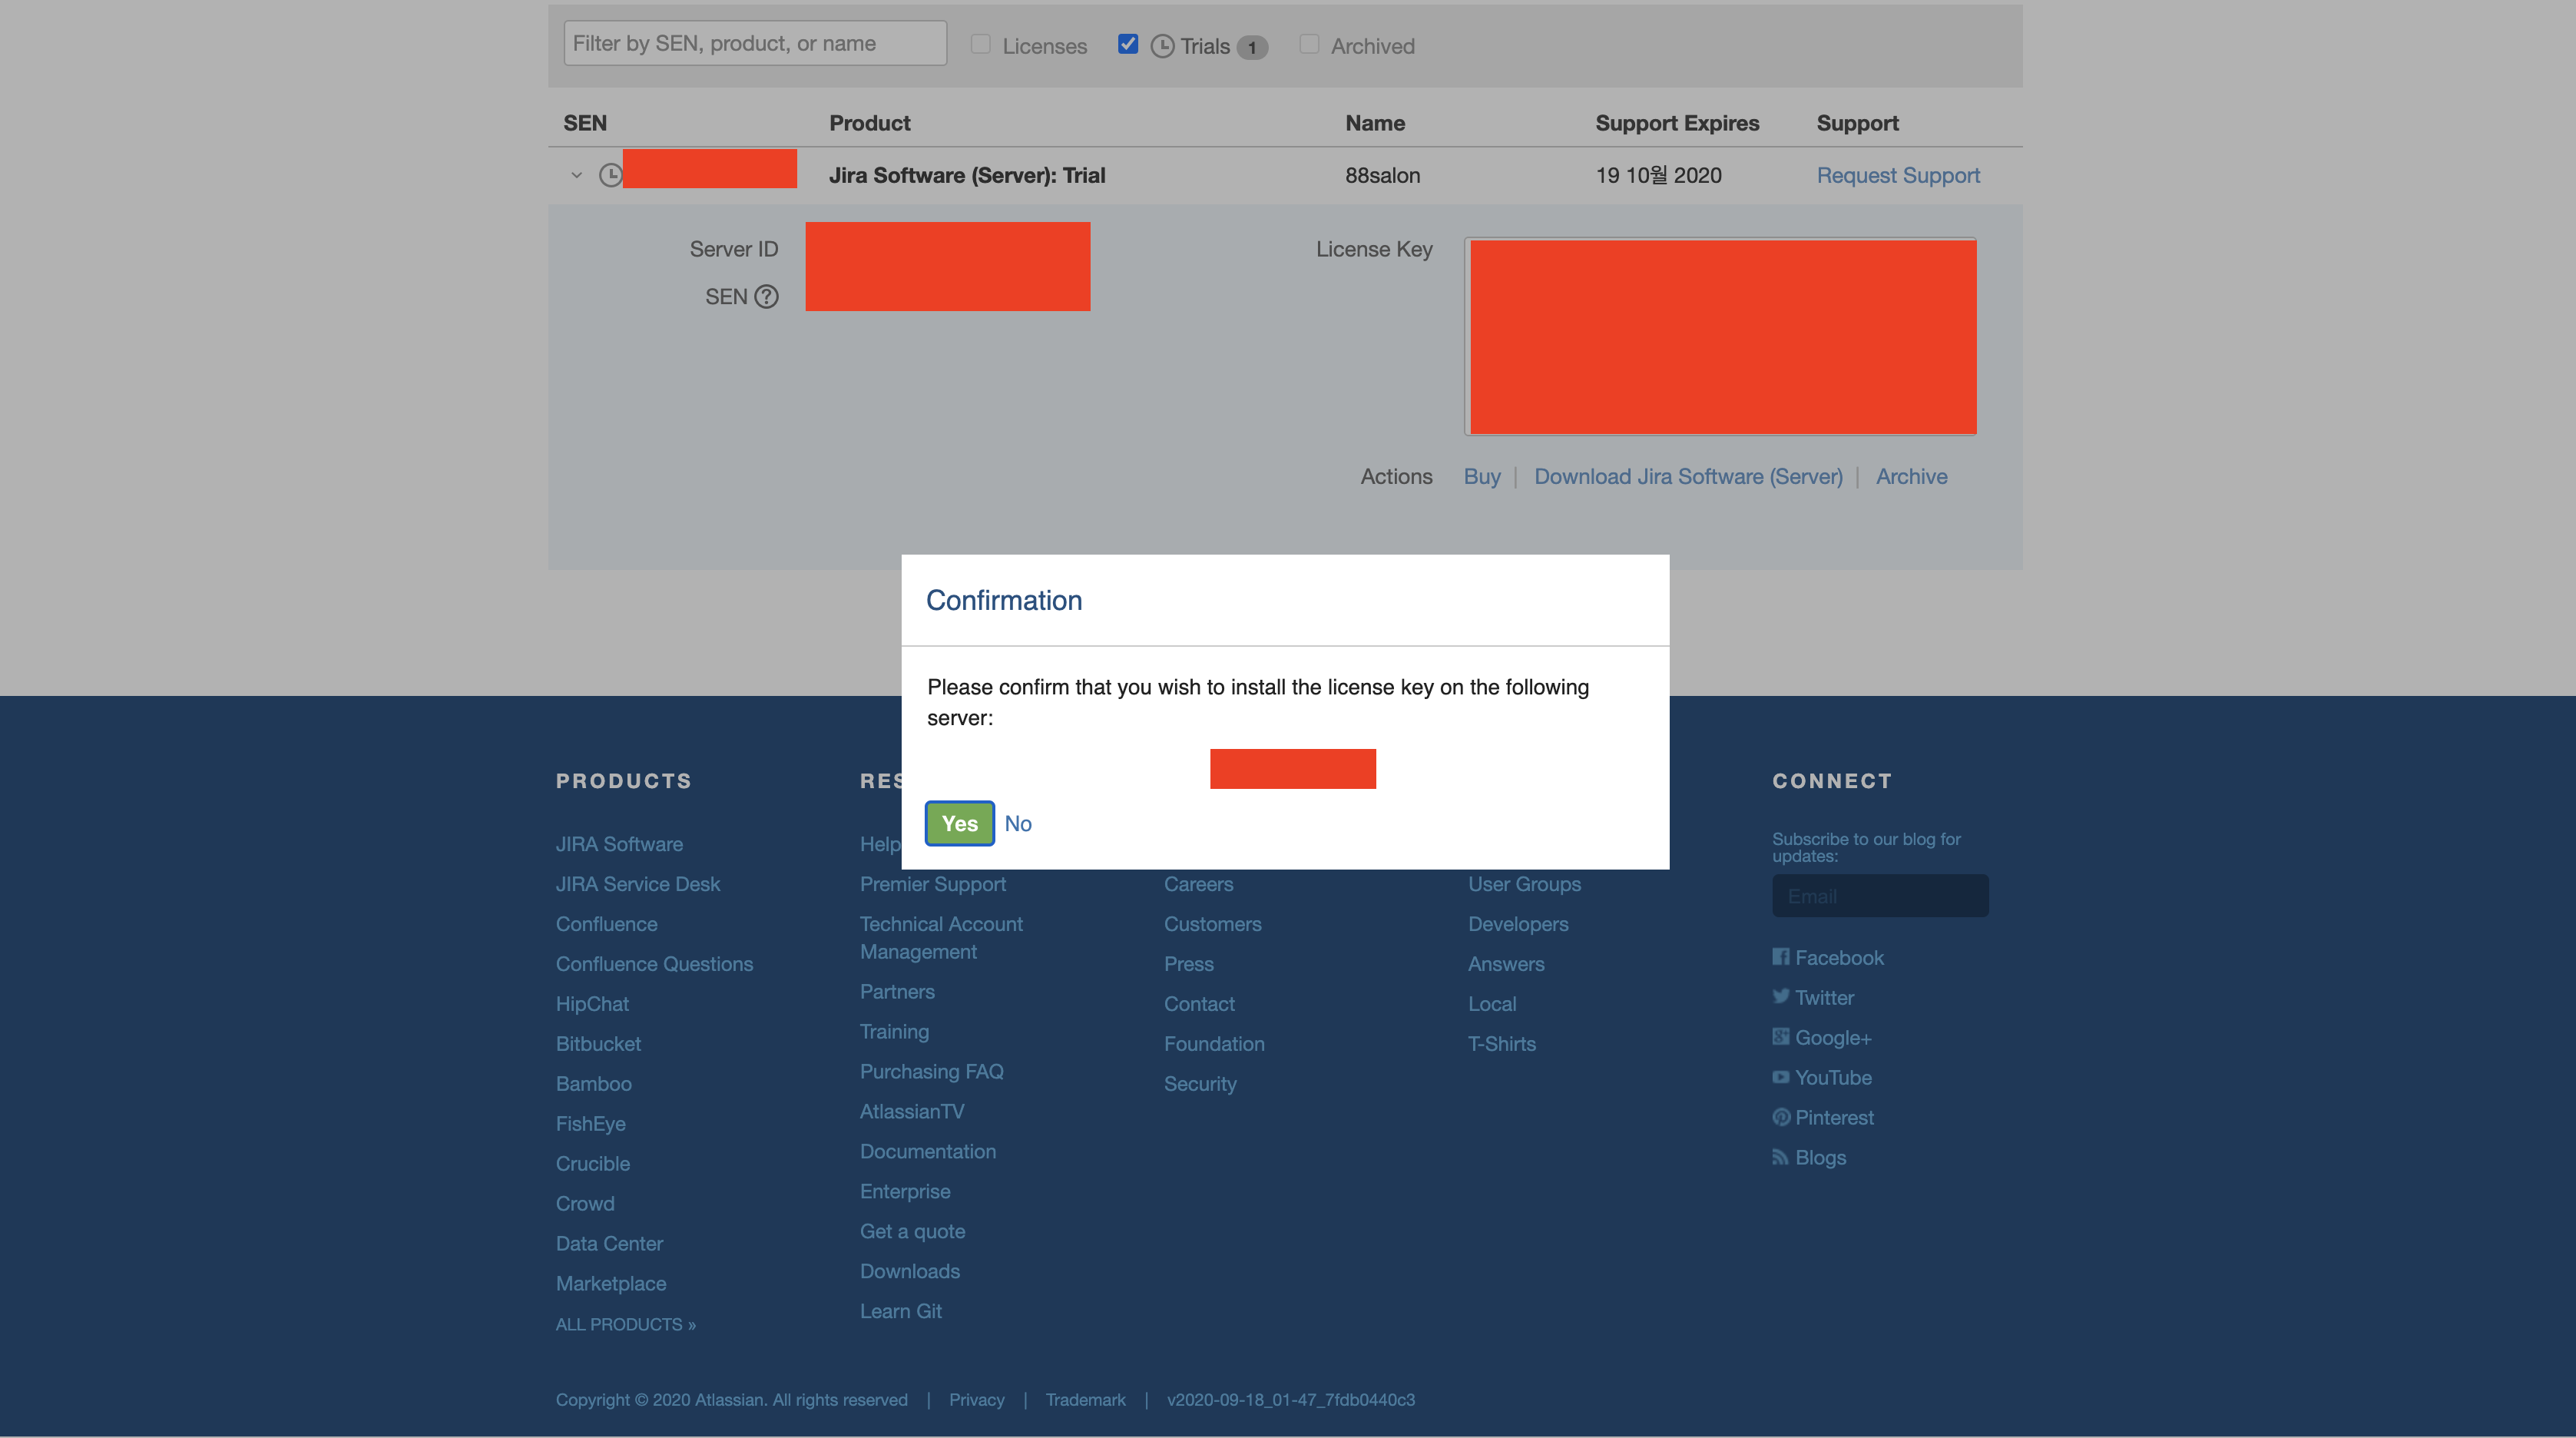 Filter by SEN, product, or name
Licenses
Trials 1
Archived
SEN Product Name Support Expires Support
Jira Software (Server): Trial 88salon 19 10월 2020 Request Support
Server ID
License Key
SEN ?
Actions Buy | Download Jira Software (Server) | Archive
Confirmation
Please confirm that you wish to install the license key on the following
server:
Yes No
PRODUCTS
JIRA Software
JIRA Service Desk
Confluence
Confluence Questions
HipChat
Bitbucket
Bamboo
FishEye
Crucible
Crowd
Data Center
Marketplace
ALL PRODUCTS »
RES
Help
Premier Support
Technical Account
Management
Partners
Training
Purchasing FAQ
AtlassianTV
Documentation
Enterprise
Get a quote
Downloads
Learn Git
Careers
Customers
Press
Contact
Foundation
Security
User Groups
Developers
Answers
Local
T-Shirts
CONNECT
Subscribe to our blog for
updates:
Email
Facebook
Twitter
Google+
YouTube
Pinterest
Blogs
Copyright © 2020 Atlassian. All rights reserved | Privacy | Trademark | v2020-09-18_01-47_7fdb0440c3